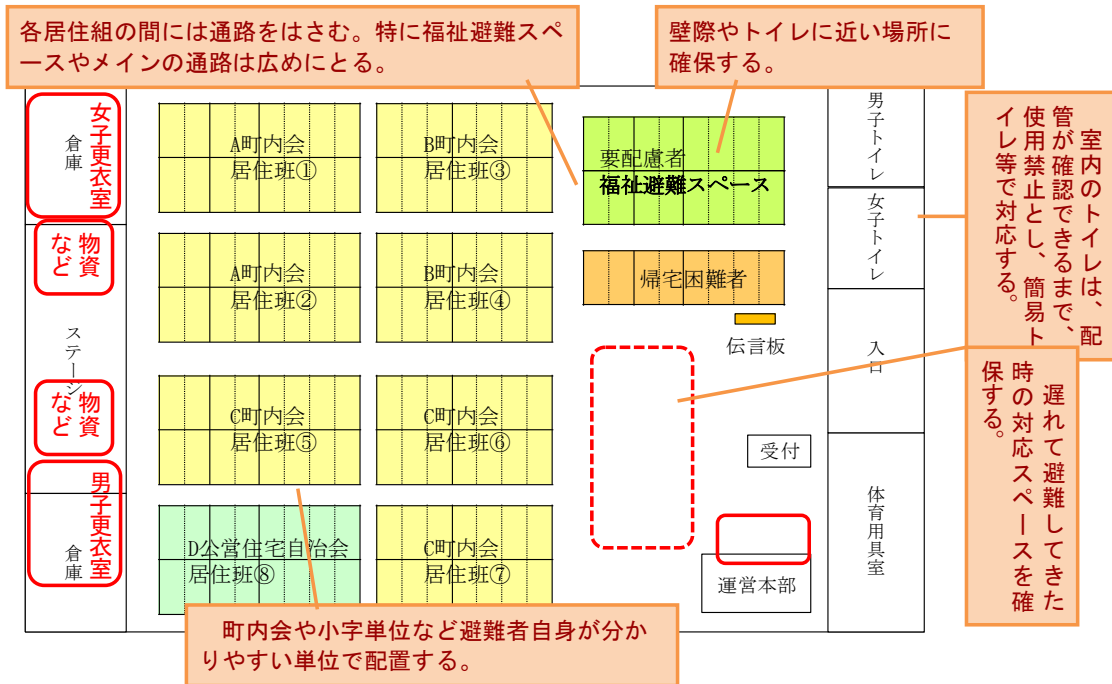 各居住組の間には通路をはさむ。特に福祉避難スペ
ースやメインの通路は広めにとる。
壁際やトイレに近い場所に
確保する。
倉庫
女子更衣室
A町内会
居住班①
B町内会
居住班③
要配慮者
福祉避難スペース
男子トイレ
女子トイレ
室内のトイレは、配
管が確認できるまで、
使用禁止とし、簡易ト
イレ等で対応する。
物資
など
A町内会
居住班②
B町内会
居住班④
帰宅困難者
伝言板
ステージ
入口
物資
など
C町内会
居住班⑤
C町内会
居住班⑥
受付
遅れて避難してきた
時の対応スペースを確
保する。
男子更衣室
倉庫
D公営住宅自治会
居住班⑧
C町内会
居住班⑦
運営本部
体育用具室
町内会や小字単位など避難者自身が分か
りやすい単位で配置する。